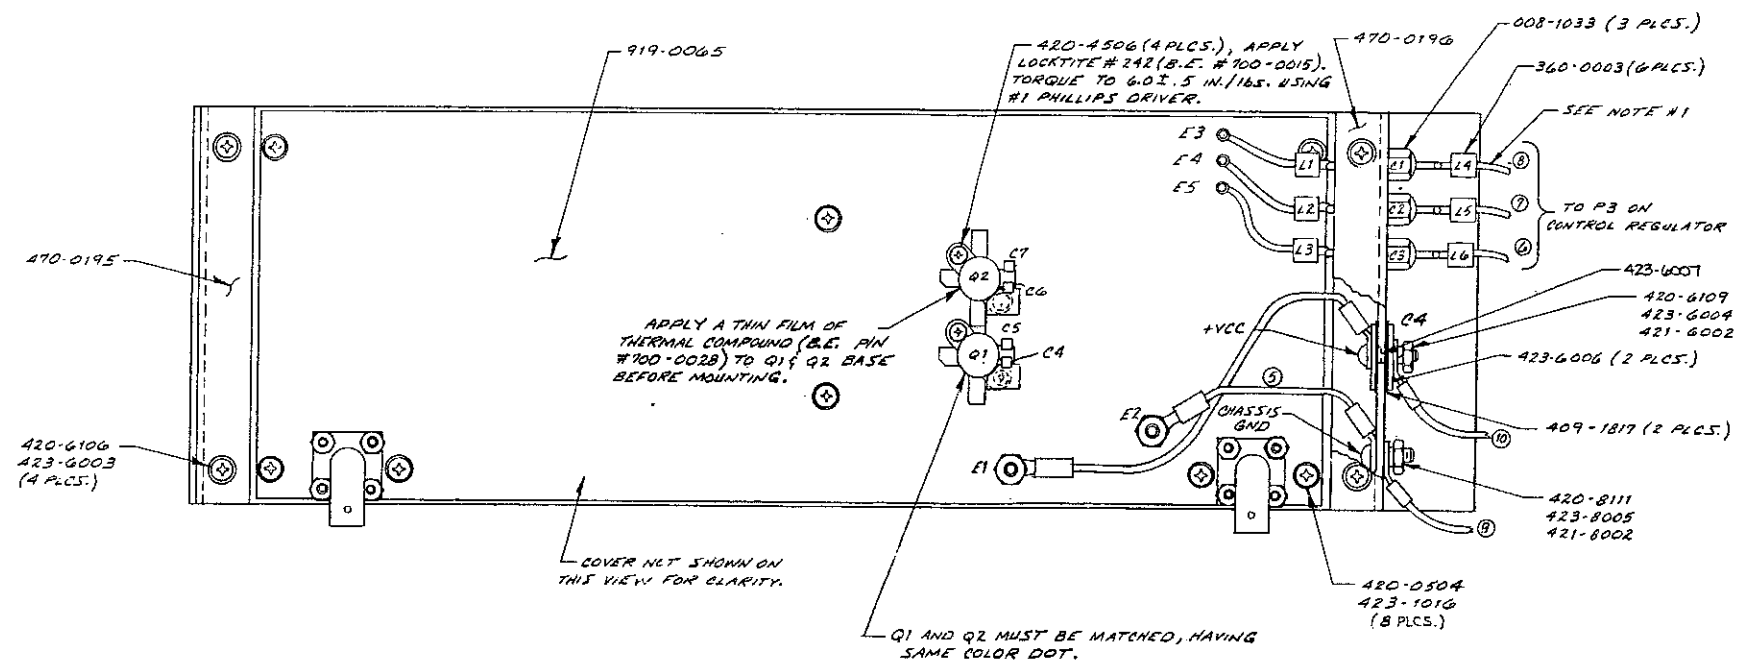 919-0065
420-4506 (4 PLCS.), APPLY
LOCKTITE #242 (B.E. #700-0015).
TORQUE TO 6.0±.5 IN./lbs. USING
#1 PHILLIPS DRIVER.
470-0196
008-1033 (3 PLCS.)
360-0003 (6 PLCS.)
SEE NOTE #1
E3
E4
E5
L1
L2
L3
C1
C2
C3
L4
L5
L6
8
7
6
TO P3 ON
CONTROL REGULATOR
470-0195
Q2
C7
C6
Q1
C5
C4
APPLY A THIN FILM OF
THERMAL COMPOUND (B.E. P/N
#700-0028) TO Q1 & Q2 BASE
BEFORE MOUNTING.
+VCC
C4
423-6007
420-6109
423-6004
421-6002
423-6006 (2 PLCS.)
409-1817 (2 PLCS.)
5
E2
CHASSIS
GND
10
E1
420-6106
423-6003
(4 PLCS.)
420-8111
423-8005
421-8002
9
COVER NOT SHOWN ON
THIS VIEW FOR CLARITY.
420-0504
423-1016
(8 PLCS.)
Q1 AND Q2 MUST BE MATCHED, HAVING
SAME COLOR DOT.